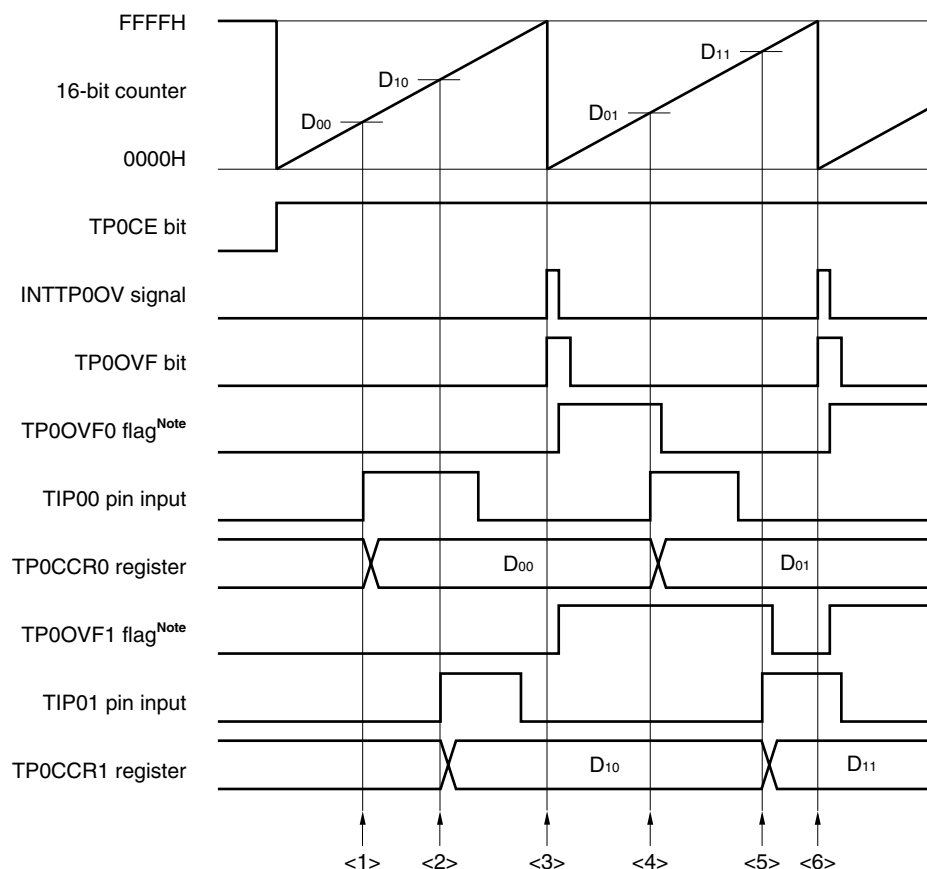 FFFFH
D11
D10
16-bit counter
D01
D00
0000H
TP0CE bit
INTTP0OV signal
TP0OVF bit
TP0OVF0 flagNote
TIP00 pin input
TP0CCR0 register D00 D01
TP0OVF1 flagNote
TIP01 pin input
TP0CCR1 register D10 D11
<1> <2> <3> <4> <5> <6>